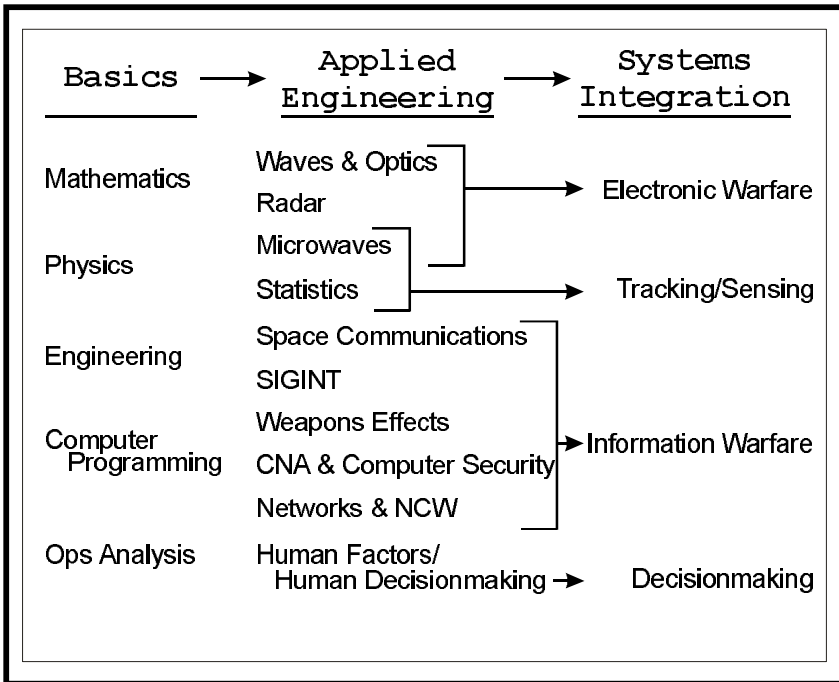 Basics
Applied
Engineering
Systems
Integration
Mathematics
Physics
Engineering
Computer
Programming
Ops Analysis
Waves & Optics
Radar
Microwaves
Statistics
Space Communications
SIGINT
Weapons Effects
CNA & Computer Security
Networks & NCW
Human Factors/
Human Decisionmaking
Electronic Warfare
Tracking/Sensing
Information Warfare
Decisionmaking